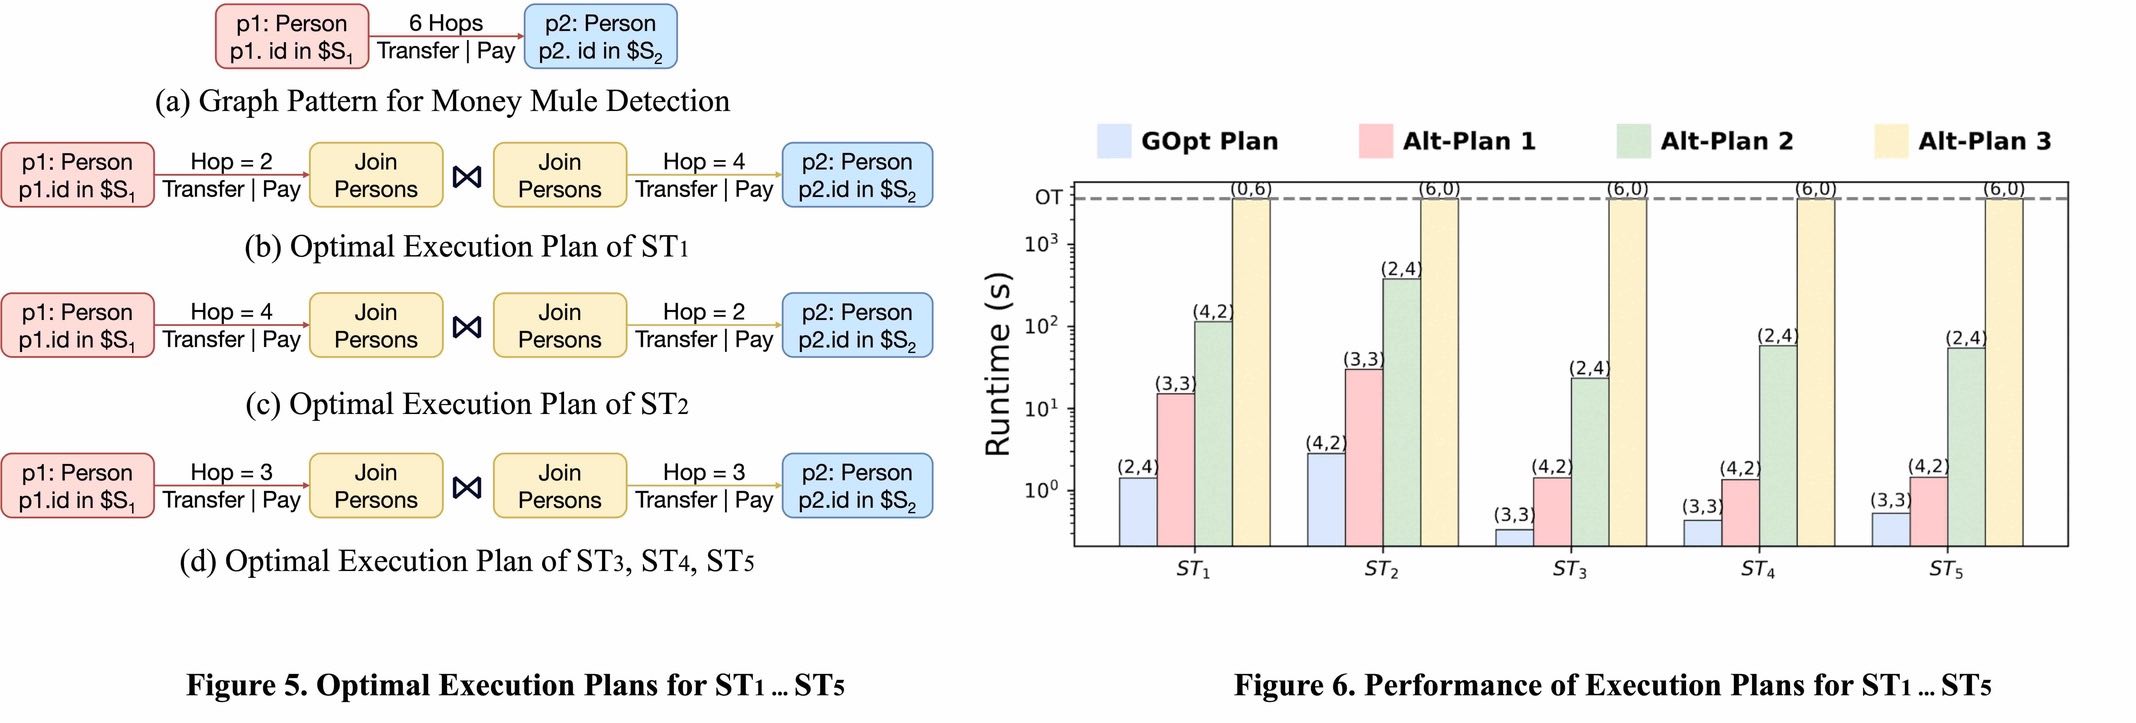 p1: Person
p1. id in $S1
6 Hops
Transfer | Pay
p2: Person
p2. id in $S2
(a) Graph Pattern for Money Mule Detection
p1: Person
p1.id in $S1
Hop = 2
Transfer | Pay
Join
Persons
⋈
Join
Persons
Hop = 4
Transfer | Pay
p2: Person
p2.id in $S2
(b) Optimal Execution Plan of ST1
p1: Person
p1.id in $S1
Hop = 4
Transfer | Pay
Join
Persons
⋈
Join
Persons
Hop = 2
Transfer | Pay
p2: Person
p2.id in $S2
(c) Optimal Execution Plan of ST2
p1: Person
p1.id in $S1
Hop = 3
Transfer | Pay
Join
Persons
⋈
Join
Persons
Hop = 3
Transfer | Pay
p2: Person
p2.id in $S2
(d) Optimal Execution Plan of ST3, ST4, ST5
Figure 5. Optimal Execution Plans for ST1 ... ST5
GOpt Plan
Alt-Plan 1
Alt-Plan 2
Alt-Plan 3
Runtime (s)
OT
10^3
10^2
10^1
10^0
(2,4)
(3,3)
(4,2)
(0,6)
(4,2)
(3,3)
(2,4)
(6,0)
(3,3)
(4,2)
(2,4)
(6,0)
(3,3)
(4,2)
(2,4)
(6,0)
(3,3)
(4,2)
(2,4)
(6,0)
ST1
ST2
ST3
ST4
ST5
Figure 6. Performance of Execution Plans for ST1 ... ST5